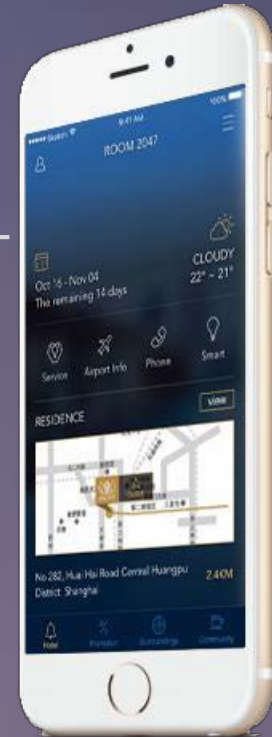 9:41 AM
100%
ROOM 2047
Oct 16 - Nov 04
The remaining 14 days
CLOUDY
22° ~ 21°
Service
Airport Info
Phone
Smart
RESIDENCE
VIEW
No 282, Huai Hai Road Central Huangpu
District Shanghai
2.4KM
Hotel
Promotion
Surroundings
Community